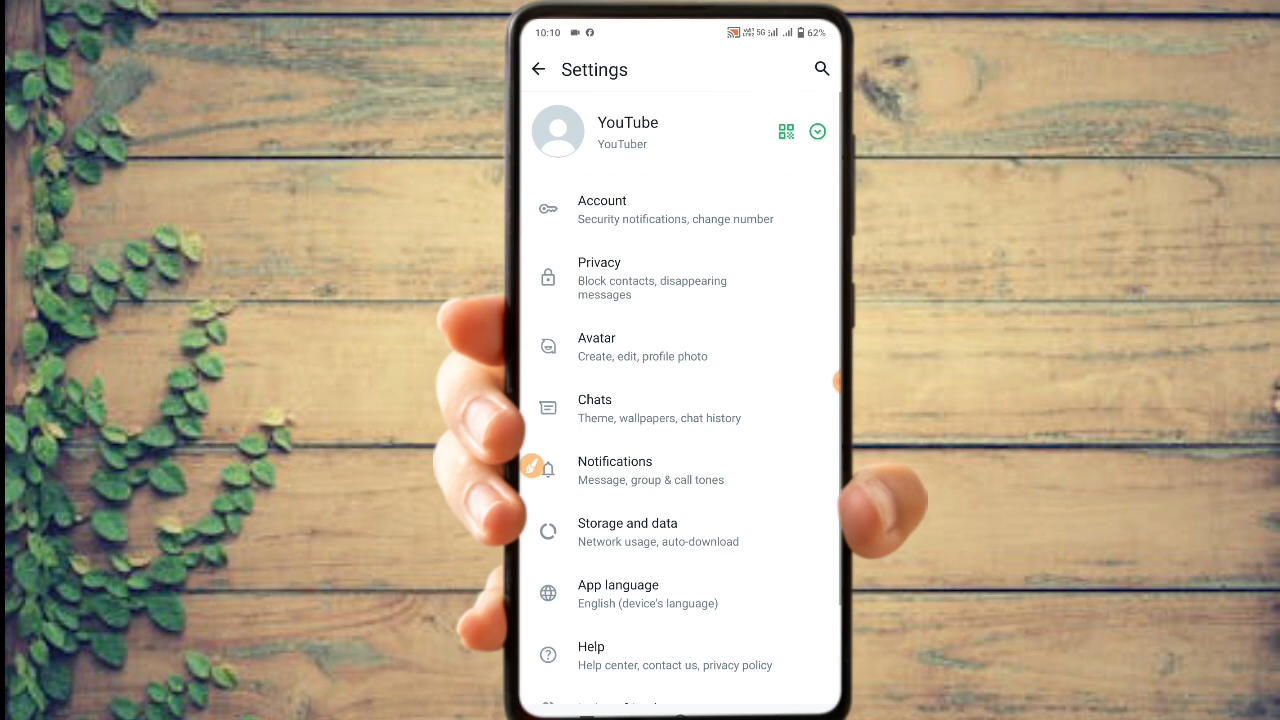 10:10
5G 62%
Settings
YouTube
YouTuber
Account
Security notifications, change number
Privacy
Block contacts, disappearing
messages
Avatar
Create, edit, profile photo
Chats
Theme, wallpapers, chat history
Notifications
Message, group & call tones
Storage and data
Network usage, auto-download
App language
English (device's language)
Help
Help center, contact us, privacy policy